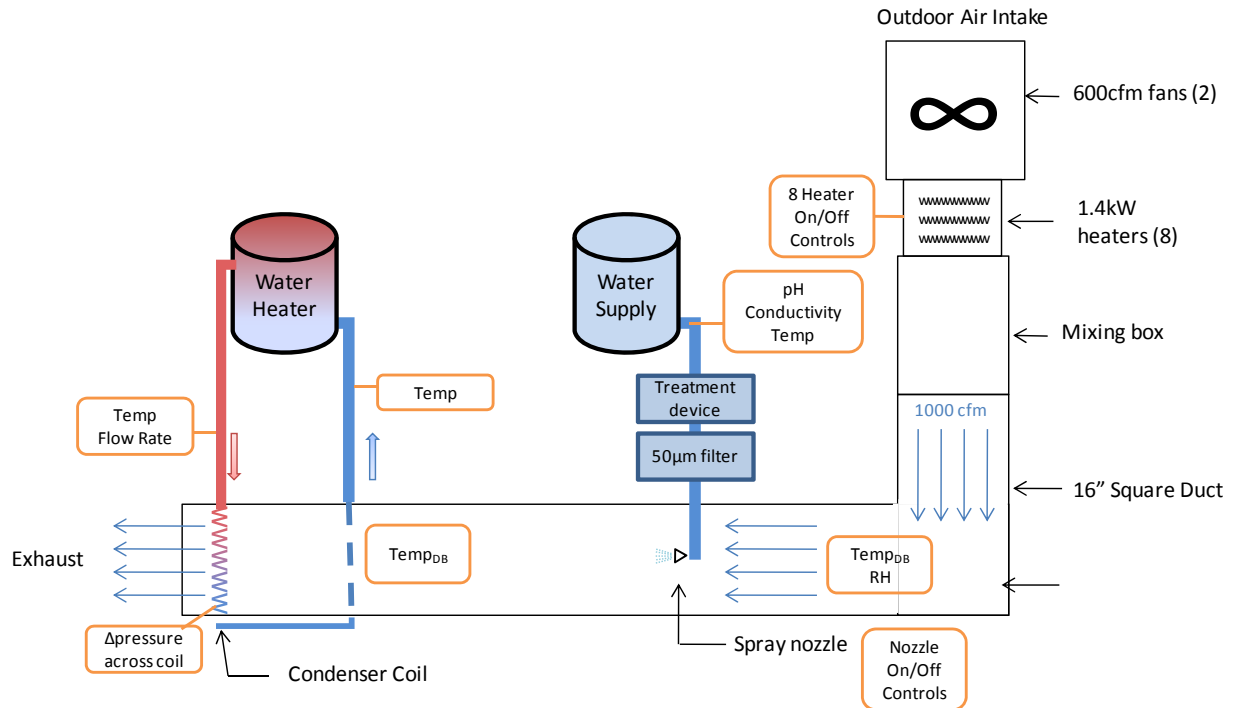 Outdoor Air Intake
600cfm fans (2)
8 Heater
On/Off
Controls
1.4kW
heaters (8)
Water
Heater
Water
Supply
pH
Conductivity
Temp
Mixing box
Temp
Treatment
device
Temp
Flow Rate
1000 cfm
50µm filter
16” Square Duct
Exhaust
TempDB
TempDB
RH
Δpressure
across coil
Condenser Coil
Spray nozzle
Nozzle
On/Off
Controls